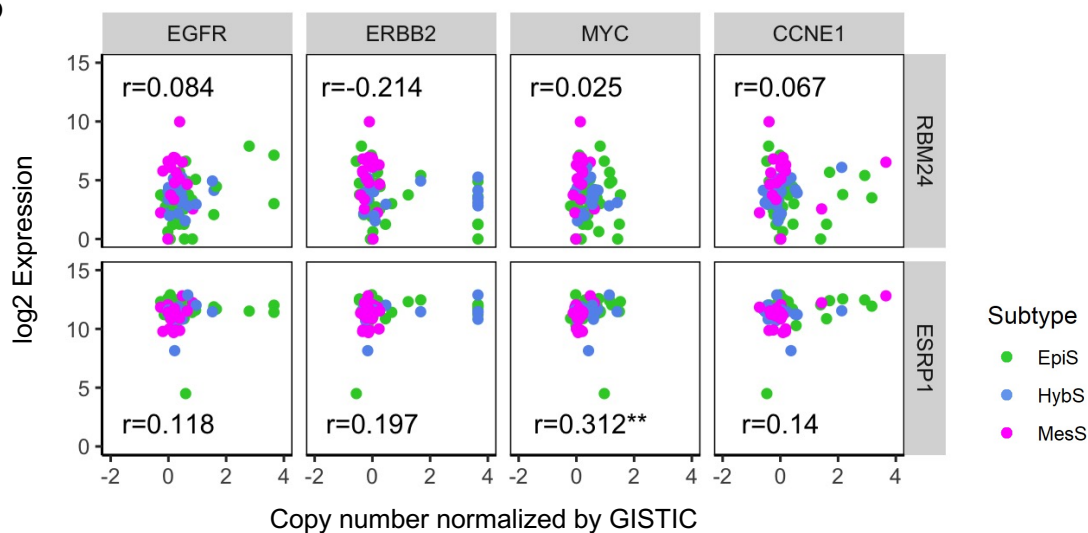 EGFR ERBB2 MYC CCNE1
15
r=0.084 r=-0.214 r=0.025 r=0.067
10
5
0
RBM24
15
10
5
r=0.118 r=0.197 r=0.312** r=0.14
0
ESRP1
-2 0 2 4 -2 0 2 4 -2 0 2 4 -2 0 2 4
log2 Expression
Copy number normalized by GISTIC
Subtype
EpiS
HybS
MesS